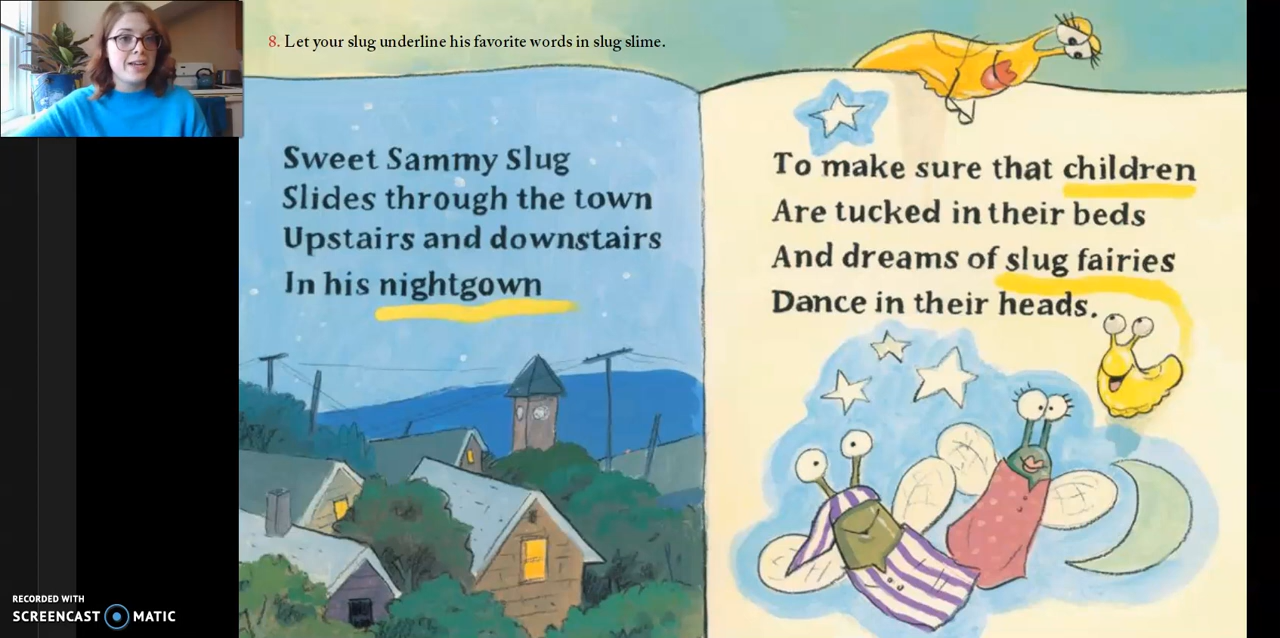 8. Let your slug underline his favorite words in slug slime.
Sweet Sammy Slug
Slides through the town
Upstairs and downstairs
In his nightgown
To make sure that children
Are tucked in their beds
And dreams of slug fairies
Dance in their heads.
RECORDED WITH
SCREENCAST MATIC